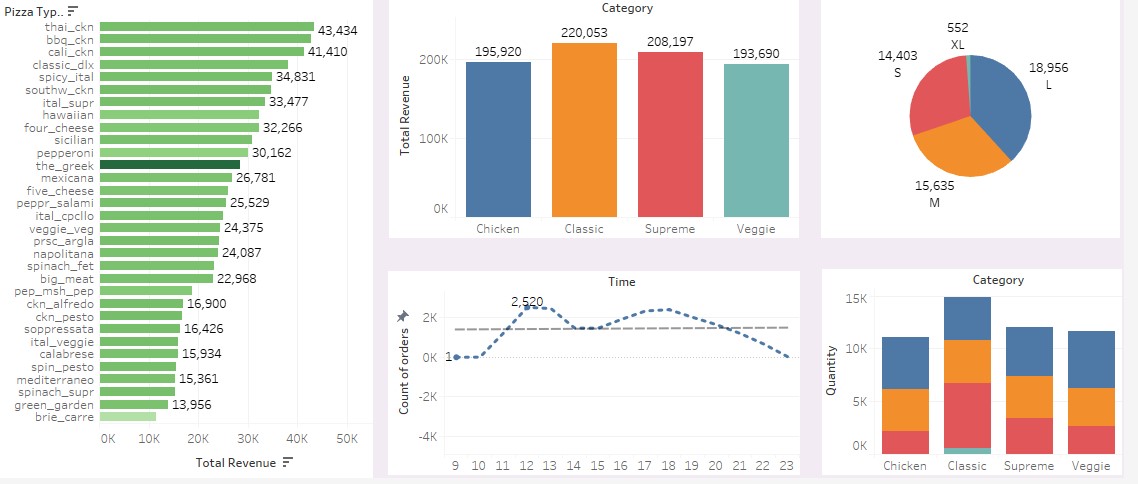 Pizza Typ..
thai_ckn 43,434
bbq_ckn
cali_ckn 41,410
classic_dlx
spicy_ital 34,831
southw_ckn
ital_supr 33,477
hawaiian
four_cheese 32,266
sicilian
pepperoni 30,162
the_greek
mexicana 26,781
five_cheese
peppr_salami 25,529
ital_cpcllo
veggie_veg 24,375
prsc_argla
napolitana 24,087
spinach_fet
big_meat 22,968
pep_msh_pep
ckn_alfredo 16,900
ckn_pesto
soppressata 16,426
ital_veggie
calabrese 15,934
spin_pesto
mediterraneo 15,361
spinach_supr
green_garden 13,956
brie_carre
0K 10K 20K 30K 40K 50K
Total Revenue
Category
Total Revenue
200K
100K
0K
195,920 220,053 208,197 193,690
Chicken Classic Supreme Veggie
552
XL
14,403
S
18,956
L
15,635
M
Time
Count of orders
2K
0K
-2K
-4K
2,520
1
9 10 11 12 13 14 15 16 17 18 19 20 21 22 23
Category
Quantity
15K
10K
5K
0K
Chicken Classic Supreme Veggie